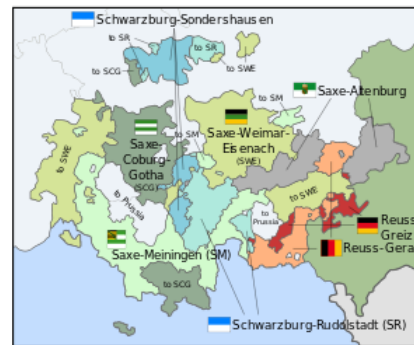 Schwarzburg-Sondershausen
to SR
to SR
to SCG
to SWE
to SM
Saxe-Altenburg
to SM
Saxe-Weimar-
Eisenach
(SWE)
Saxe-
Coburg-
Gotha
(SCG)
to SWE
to Prussia
to SWE
to
Prussia
Reuss-
Greiz
Reuss-Gera
Saxe-Meiningen (SM)
to SCG
Schwarzburg-Rudolstadt (SR)